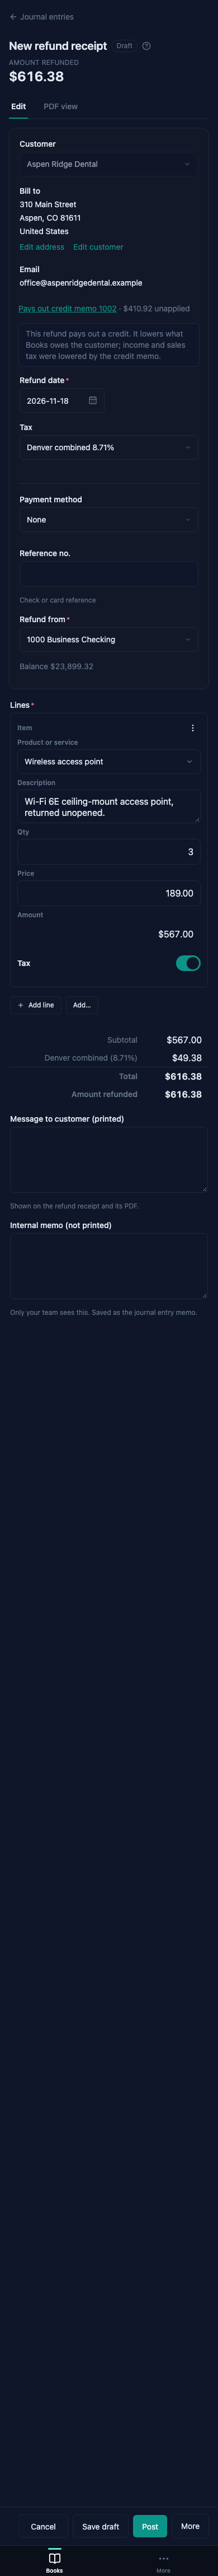 Journal entries
New refund receipt Draft
AMOUNT REFUNDED
$616.38
Edit PDF view
Customer
Aspen Ridge Dental
Bill to
310 Main Street
Aspen, CO 81611
United States
Edit address Edit customer
Email
office@aspenridgedental.example
Pays out credit memo 1002 · $410.92 unapplied
This refund pays out a credit. It lowers what
Books owes the customer; income and sales
tax were lowered by the credit memo.
Refund date*
2026-11-18
Tax
Denver combined 8.71%
Payment method
None
Reference no.
Check or card reference
Refund from*
1000 Business Checking
Balance $23,899.32
Lines*
Item
Product or service
Wireless access point
Description
Wi-Fi 6E ceiling-mount access point,
returned unopened.
Qty
3
Price
189.00
Amount
$567.00
Tax
+ Add line Add...
Subtotal $567.00
Denver combined (8.71%) $49.38
Total $616.38
Amount refunded $616.38
Message to customer (printed)
Shown on the refund receipt and its PDF.
Internal memo (not printed)
Only your team sees this. Saved as the journal entry memo.
Cancel Save draft Post More
Books More